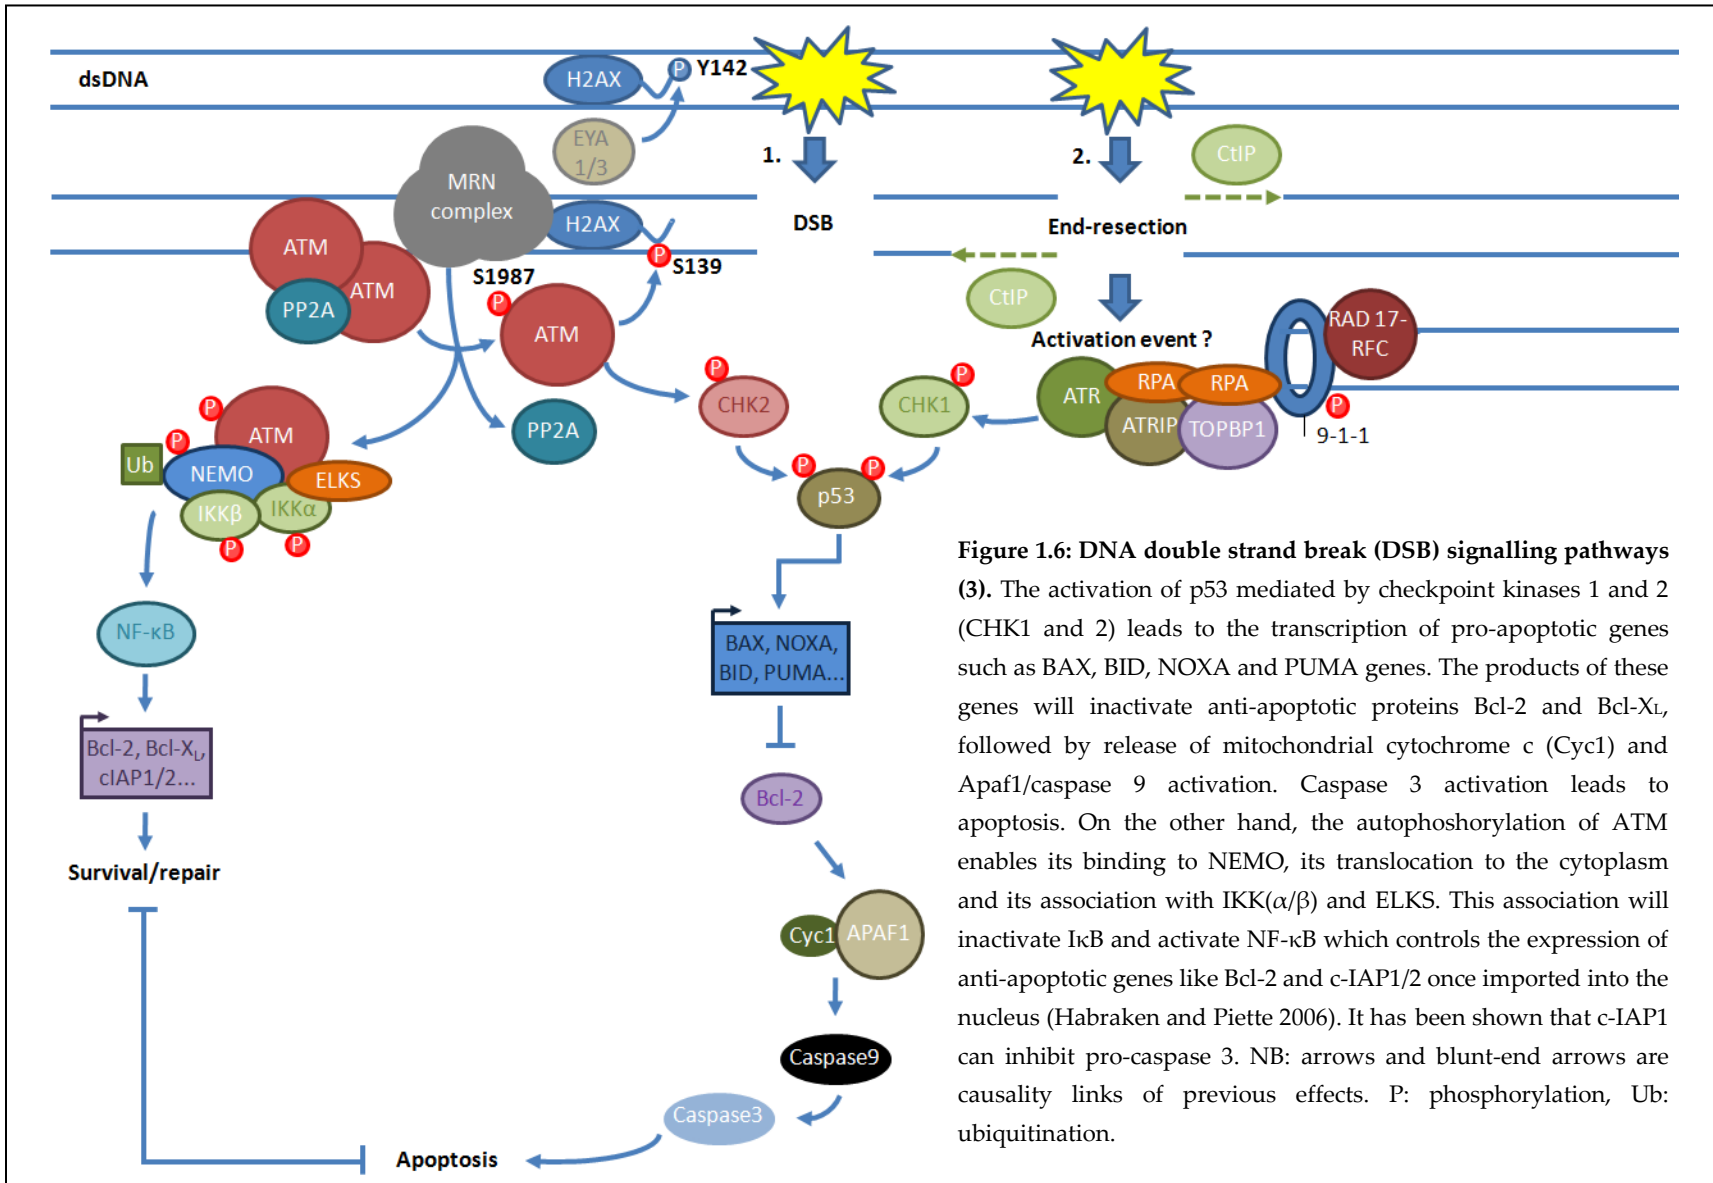 dsDNA
H2AX
P
Y142
EYA
1/3
1.
2.
CtIP
MRN
complex
H2AX
DSB
End-resection
ATM
P
S139
S1987
P
ATM
PP2A
ATM
CtIP
Activation event ?
RAD 17-
RFC
P
CHK2
P
CHK1
ATR
RPA
RPA
ATRIP
TOPBP1
P
9-1-1
P
ATM
P
Ub
NEMO
ELKS
IKKβ
IKKα
P
P
PP2A
P
P
p53
NF-κB
BAX, NOXA,
BID, PUMA...
Bcl-2, Bcl-XL,
cIAP1/2...
Bcl-2
Survival/repair
Cyc1
APAF1
Caspase9
Caspase3
Apoptosis
Figure 1.6: DNA double strand break (DSB) signalling pathways
(3). The activation of p53 mediated by checkpoint kinases 1 and 2
(CHK1 and 2) leads to the transcription of pro-apoptotic genes
such as BAX, BID, NOXA and PUMA genes. The products of these
genes will inactivate anti-apoptotic proteins Bcl-2 and Bcl-XL,
followed by release of mitochondrial cytochrome c (Cyc1) and
Apaf1/caspase 9 activation. Caspase 3 activation leads to
apoptosis. On the other hand, the autophoshorylation of ATM
enables its binding to NEMO, its translocation to the cytoplasm
and its association with IKK(α/β) and ELKS. This association will
inactivate IκB and activate NF-κB which controls the expression of
anti-apoptotic genes like Bcl-2 and c-IAP1/2 once imported into the
nucleus (Habraken and Piette 2006). It has been shown that c-IAP1
can inhibit pro-caspase 3. NB: arrows and blunt-end arrows are
causality links of previous effects. P: phosphorylation, Ub:
ubiquitination.